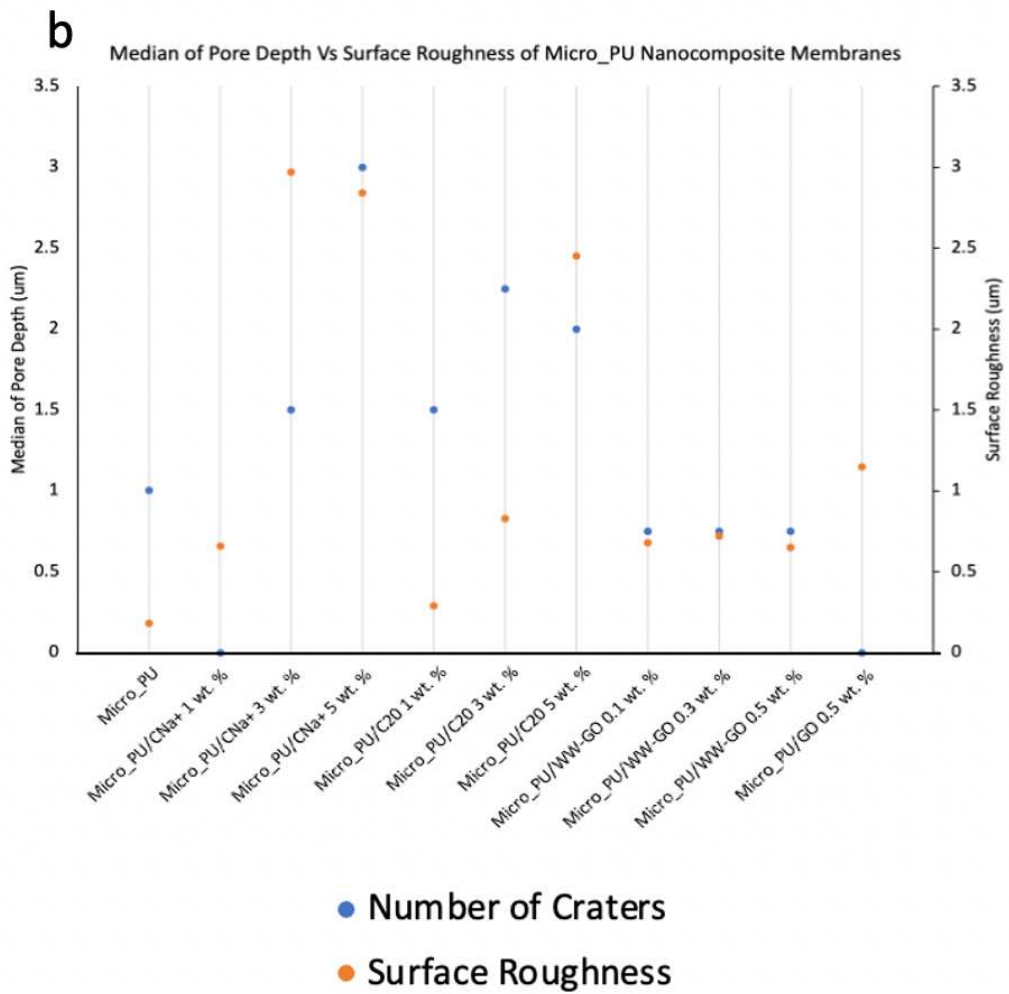 b
Median of Pore Depth Vs Surface Roughness of Micro_PU Nanocomposite Membranes
Median of Pore Depth (um)
3.5
3
2.5
2
1.5
1
0.5
0
3.5
3
2.5
2
1.5
1
0.5
0
Surface Roughness (um)
Micro_PU
Micro_PU/CNa+ 1 wt. %
Micro_PU/CNa+ 3 wt. %
Micro_PU/CNa+ 5 wt. %
Micro_PU/C20 1 wt. %
Micro_PU/C20 3 wt. %
Micro_PU/C20 5 wt. %
Micro_PU/WW-GO 0.1 wt. %
Micro_PU/WW-GO 0.3 wt. %
Micro_PU/WW-GO 0.5 wt. %
Micro_PU/GO 0.5 wt. %
Number of Craters
Surface Roughness